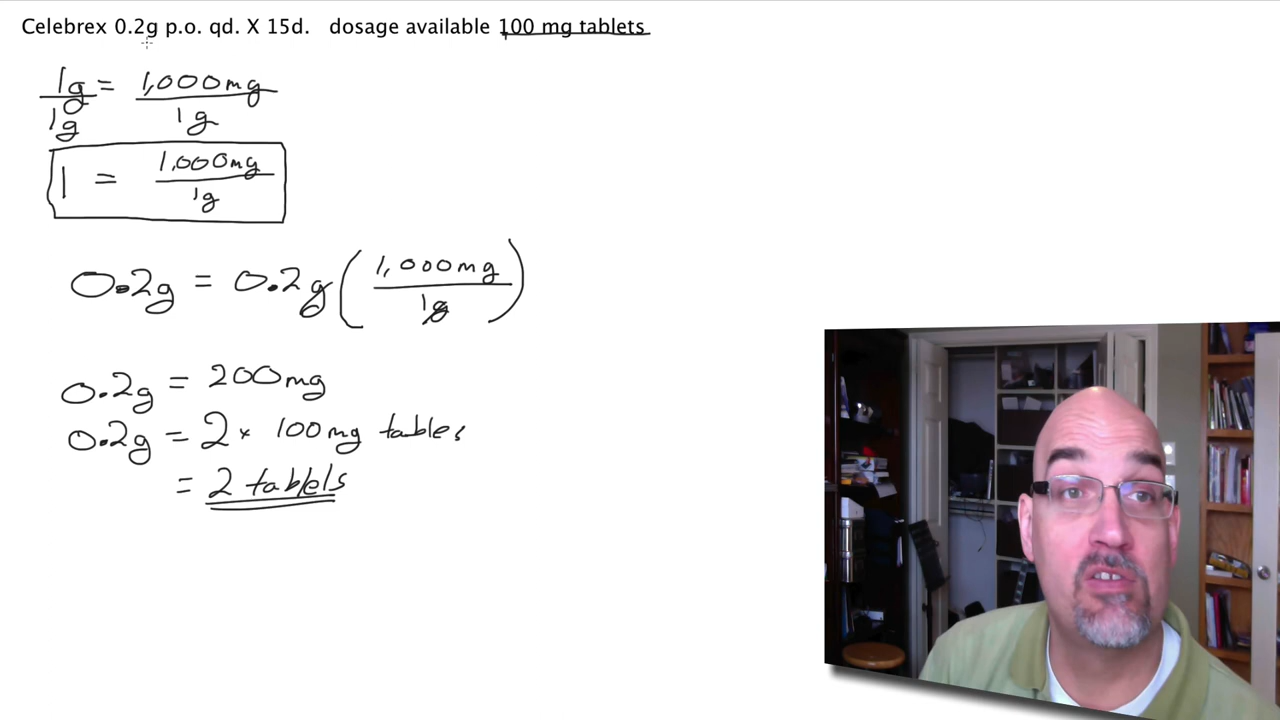 Celebrex 0.2g p.o. qd. X 15d. dosage available 100 mg tablets
1g/1g = 1,000mg/1g
1 = 1,000mg/1g
0.2g = 0.2g(1,000mg/1g)
0.2g = 200mg
0.2g = 2 × 100mg tables
= 2 tablets